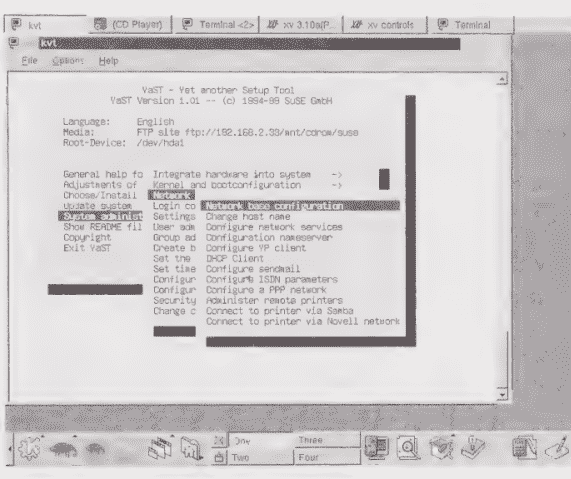 kvt
(CD Player)
Terminal <2>
xv 3.10a(P...
xv controls
Terminal
kvt
File Options Help
YaST - Yet another Setup Tool
YaST Version 1.01 -- (c) 1994-99 SuSE GmbH
Language: English
Media: FTP site ftp://192.168.2.33/mnt/cdrom/suse
Root-Device: /dev/hda1
General help fo Integrate hardware into system ->
Adjustments of Kernel and bootconfiguration ->
Choose/Install Network
Update system Login co Network base configuration
System administ Settings Change host name
Show README fil User adm Configure network services
Copyright Group ad Configuration nameserver
Exit YaST Create b Configure YP client
Set the DHCP Client
Set time Configure sendmail
Configur Configure ISDN parameters
Configur Configure a PPP network
Security Administer remote printers
Change c Connect to printer via Samba
Connect to printer via Novell network
One Three
Two Four